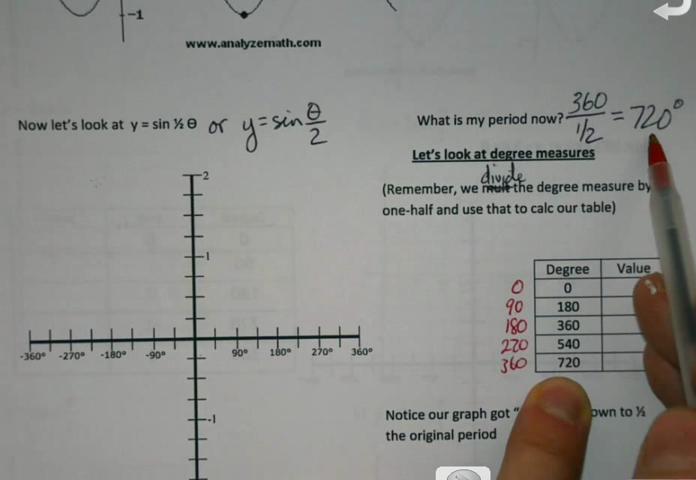 -1
www.analyzemath.com
Now let's look at y = sin ½ θ or y = sin θ/2
What is my period now? 360/½ = 720°
Let's look at degree measures
divide
(Remember, we mult the degree measure by
one-half and use that to calc our table)
2
1
-360° -270° -180° -90° 90° 180° 270° 360°
-1
Degree Value
0 0
90 180
180 360
220 540
360 720
Notice our graph got " own to ½
the original period